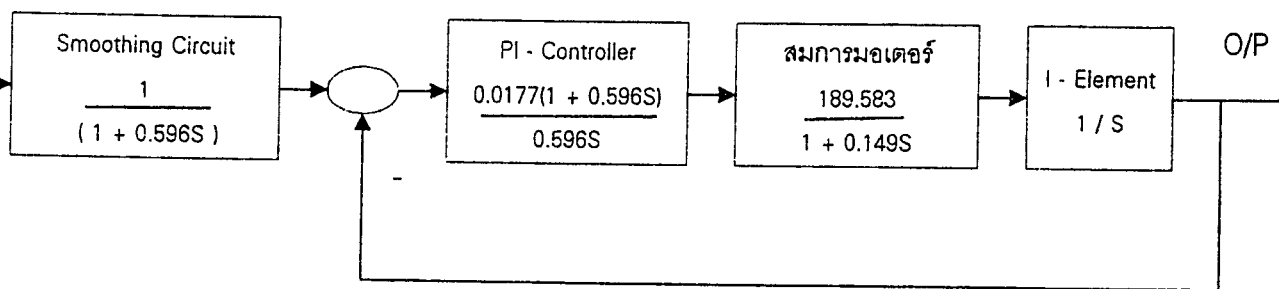 Smoothing Circuit
1
( 1 + 0.596S )
PI - Controller
0.0177(1 + 0.596S)
0.596S
สมการมอเตอร์
189.583
1 + 0.149S
I - Element
1 / S
O/P
-